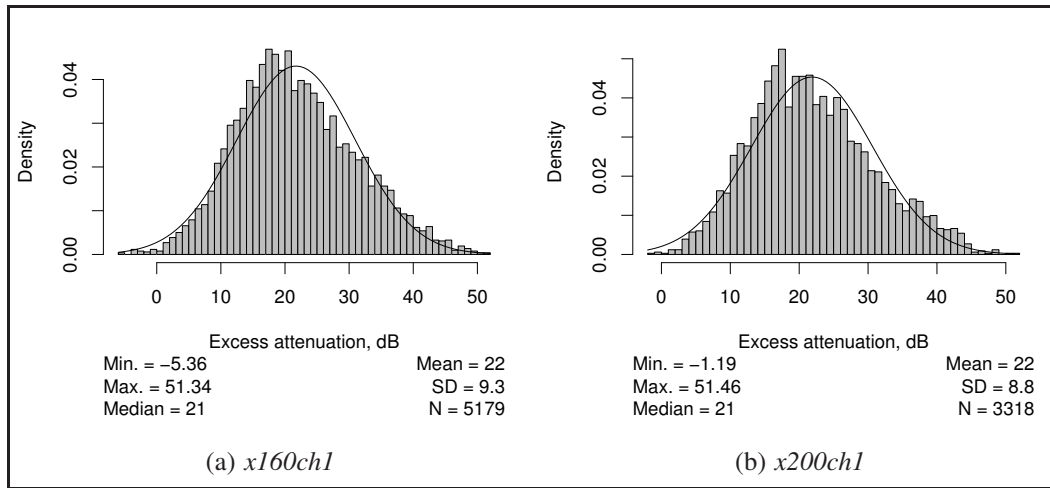 Density
0.04
0.02
0.00
0 10 20 30 40 50
Excess attenuation, dB
Min. = −5.36 Mean = 22
Max. = 51.34 SD = 9.3
Median = 21 N = 5179
(a) x160ch1
Density
0.04
0.02
0.00
0 10 20 30 40 50
Excess attenuation, dB
Min. = −1.19 Mean = 22
Max. = 51.46 SD = 8.8
Median = 21 N = 3318
(b) x200ch1